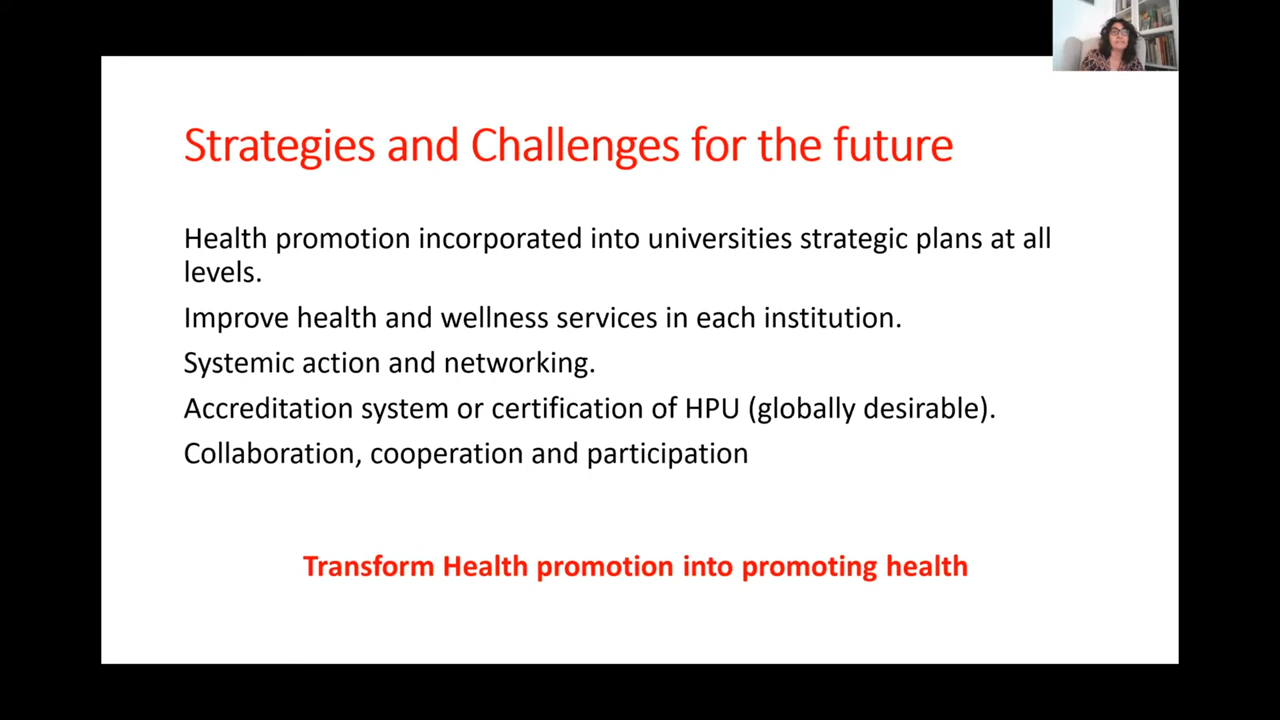 Strategies and Challenges for the future
Health promotion incorporated into universities strategic plans at all
levels.
Improve health and wellness services in each institution.
Systemic action and networking.
Accreditation system or certification of HPU (globally desirable).
Collaboration, cooperation and participation
Transform Health promotion into promoting health